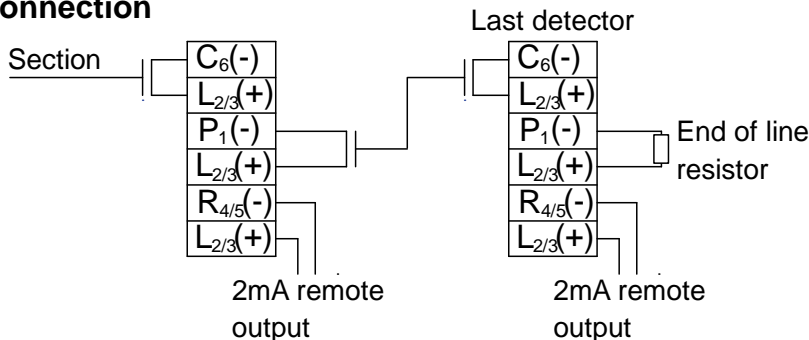 onnection
Last detector
Section
C₆(-)
L₂/₃(+)
P₁(-)
L₂/₃(+)
R₄/₅(-)
L₂/₃(+)
2mA remote
output
C₆(-)
L₂/₃(+)
P₁(-)
L₂/₃(+)
R₄/₅(-)
L₂/₃(+)
End of line
resistor
2mA remote
output